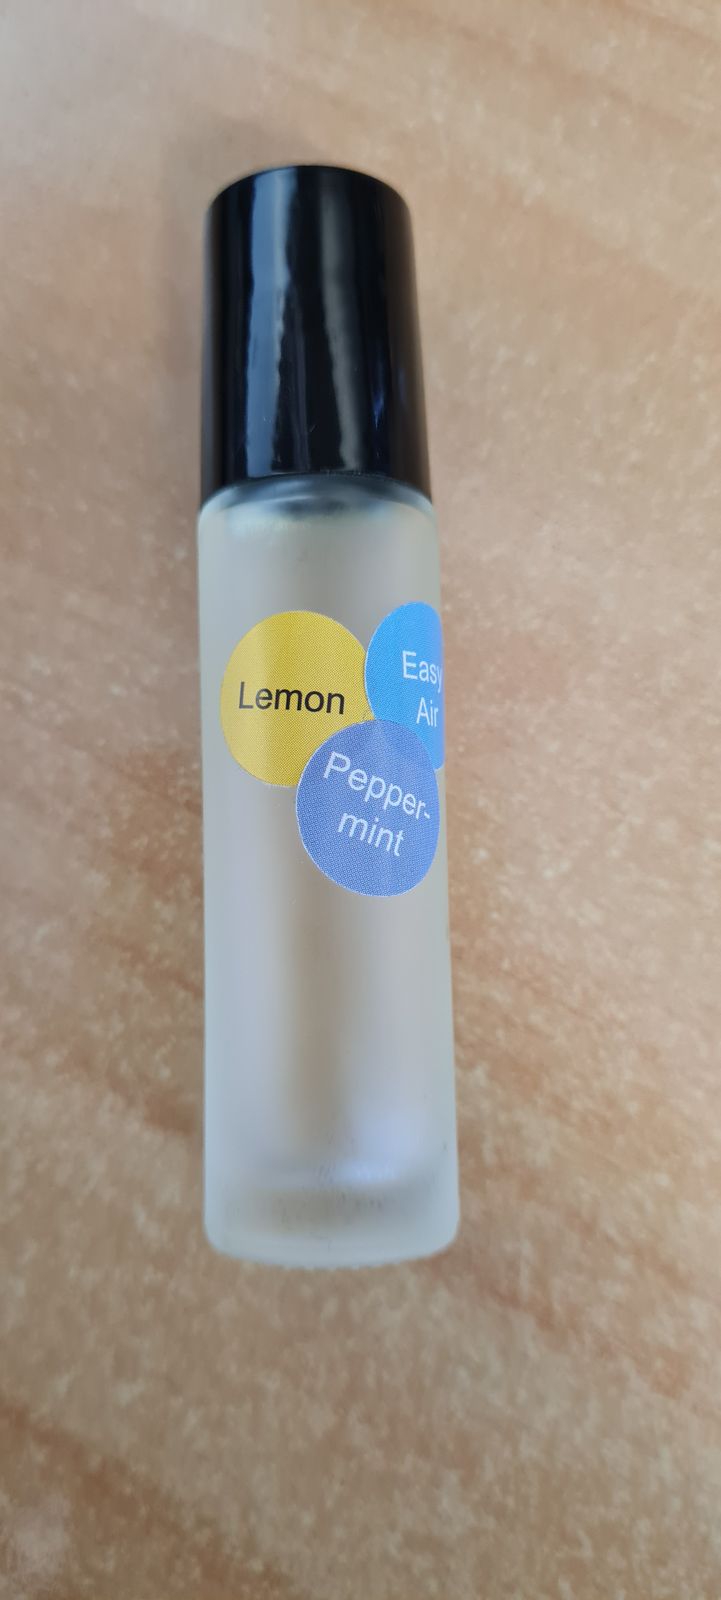 Lemon
Easy
Air
Pepper-
mint